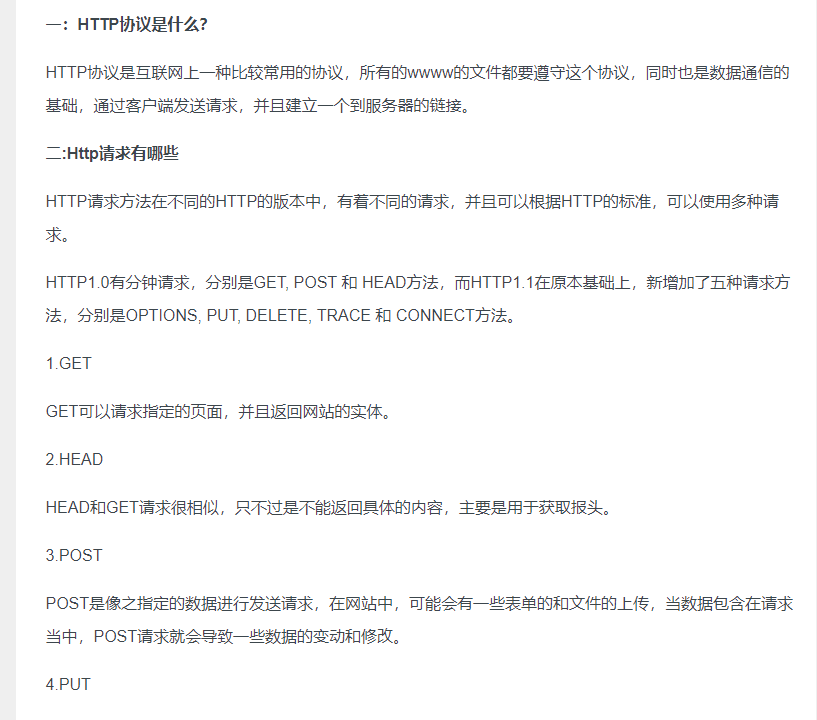 一：HTTP协议是什么?
HTTP协议是互联网上一种比较常用的协议，所有的wwww的文件都要遵守这个协议，同时也是数据通信的
基础，通过客户端发送请求，并且建立一个到服务器的链接。
二:Http请求有哪些
HTTP请求方法在不同的HTTP的版本中，有着不同的请求，并且可以根据HTTP的标准，可以使用多种请
求。
HTTP1.0有分钟请求，分别是GET, POST 和 HEAD方法，而HTTP1.1在原本基础上，新增加了五种请求方
法，分别是OPTIONS, PUT, DELETE, TRACE 和 CONNECT方法。
1.GET
GET可以请求指定的页面，并且返回网站的实体。
2.HEAD
HEAD和GET请求很相似，只不过是不能返回具体的内容，主要是用于获取报头。
3.POST
POST是像之指定的数据进行发送请求，在网站中，可能会有一些表单的和文件的上传，当数据包含在请求
当中，POST请求就会导致一些数据的变动和修改。
4.PUT